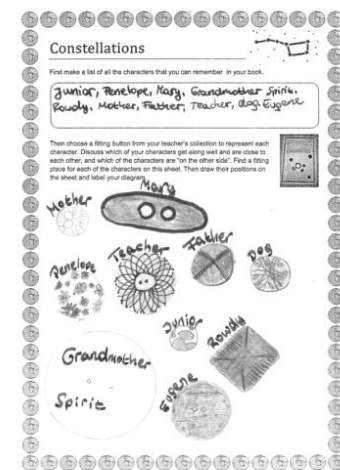 Constellations
First make a list of all the characters that you can remember in your book.
Junior, Penelope, Mary, Grandmother Spirit,
Rowdy, Mother, Father, Teacher, dog, Eugene
Then choose a fitting button from your teacher's collection to represent each
character. Discuss which of your characters get along well and are close to
each other, and which of the characters are "on the other side". Find a fitting
place for each of the characters on this sheet. Then draw their positions on
the sheet and label your diagram.
Mary
Mother
Teacher
Father
Dog
Penelope
Junior
Rowdy
Grandmother
Spirit
Eugene